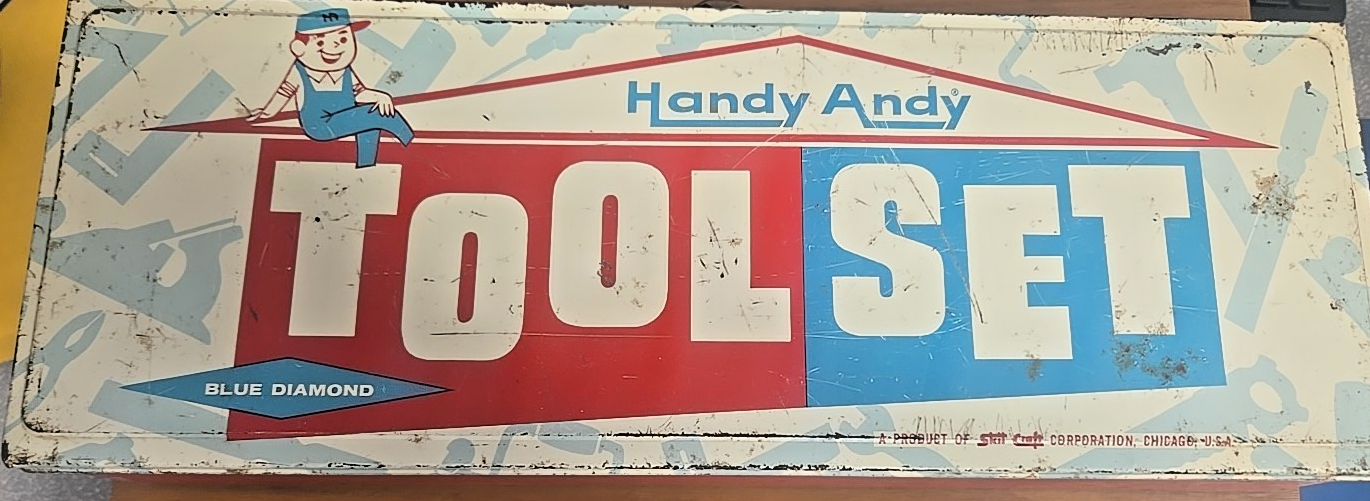 Handy Andy®
TOOL SET
BLUE DIAMOND
A PRODUCT OF Skil Craft CORPORATION, CHICAGO, U.S.A.